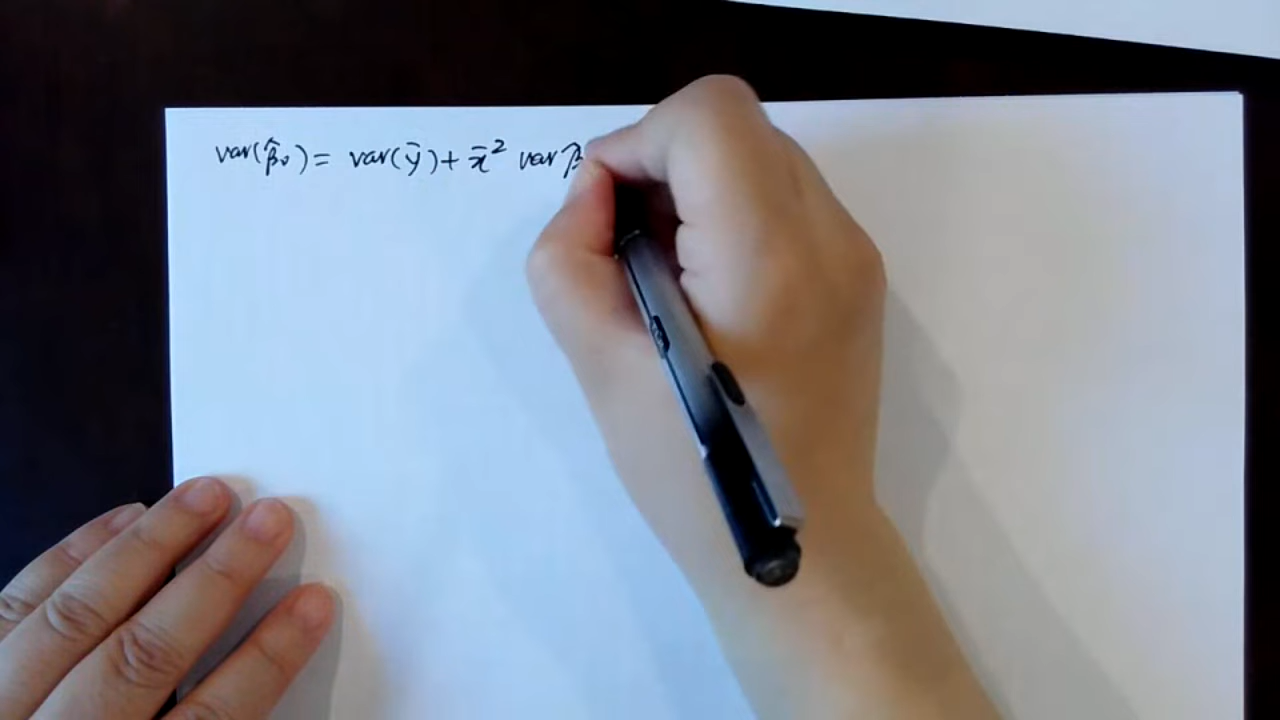 var(β̂₀) = var(ȳ) + x̄² var β